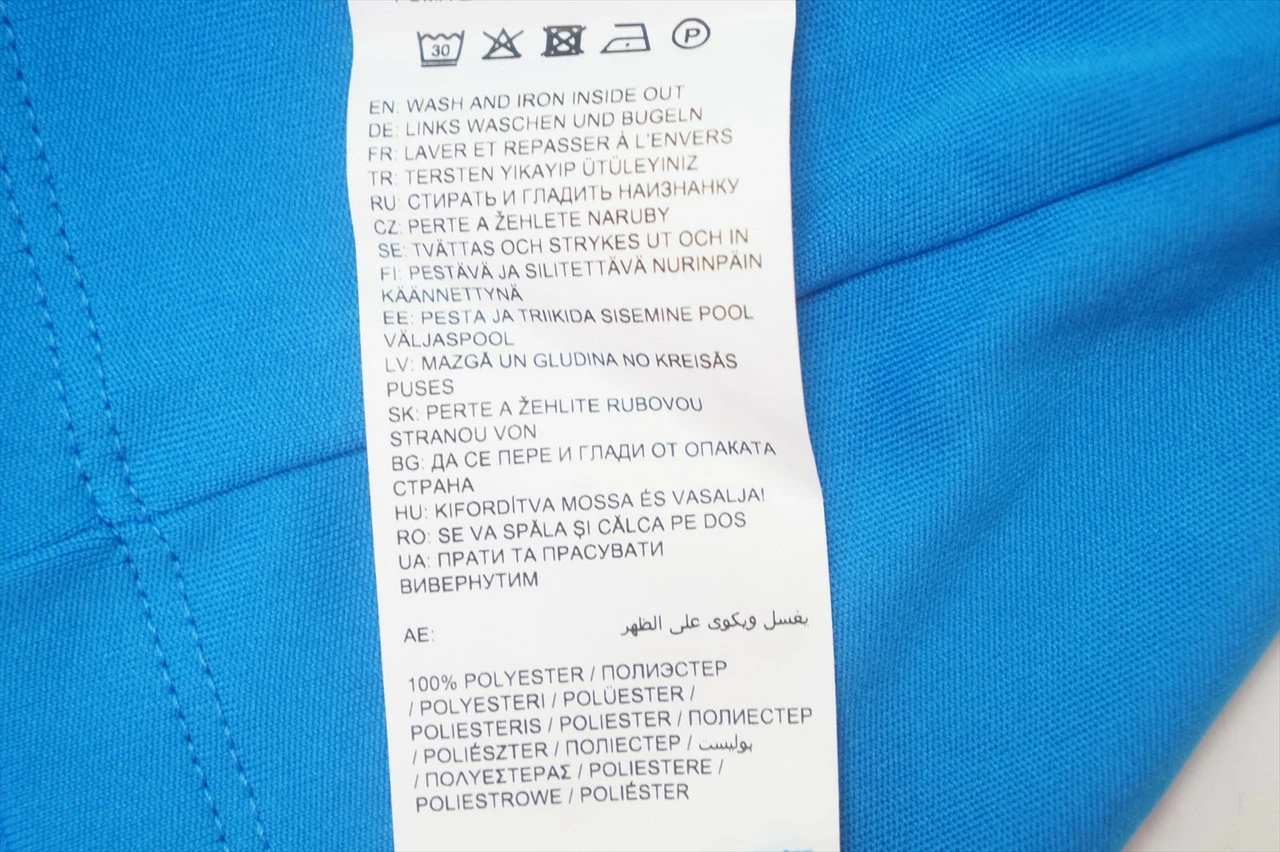 30
P
EN: WASH AND IRON INSIDE OUT
DE: LINKS WASCHEN UND BUGELN
FR: LAVER ET REPASSER À L'ENVERS
TR: TERSTEN YIKAYIP ÜTÜLEYINIZ
RU: СТИРАТЬ И ГЛАДИТЬ НАИЗНАНКУ
CZ: PERTE A ŽEHLETE NARUBY
SE: TVÄTTAS OCH STRYKES UT OCH IN
FI: PESTÄVÄ JA SILITETTÄVÄ NURINPÄIN
KÄÄNNETTYNÄ
EE: PESTA JA TRIIKIDA SISEMINE POOL
VÄLJASPOOL
LV: MAZGĀ UN GLUDINA NO KREISĀS
PUSES
SK: PERTE A ŽEHLITE RUBOVOU
STRANOU VON
BG: ДА СЕ ПЕРЕ И ГЛАДИ ОТ ОПАКАТА
СТРАНА
HU: KIFORDÍTVA MOSSA ÉS VASALJA!
RO: SE VA SPĂLA ŞI CĂLCA PE DOS
UA: ПРАТИ ТА ПРАСУВАТИ
ВИВЕРНУТИМ
AE: يغسل ويكوى على الظهر
100% POLYESTER / ПОЛИЭСТЕР
/ POLYESTERI / POLÜESTER /
POLIESTERIS / POLIESTER / ПОЛИЕСТЕР
/ POLIÉSZTER / ПОЛІЕСТЕР / بوليست
/ ΠΟΛΥΕΣΤΕΡΑΣ / POLIESTERE /
POLIESTROWE / POLIÉSTER